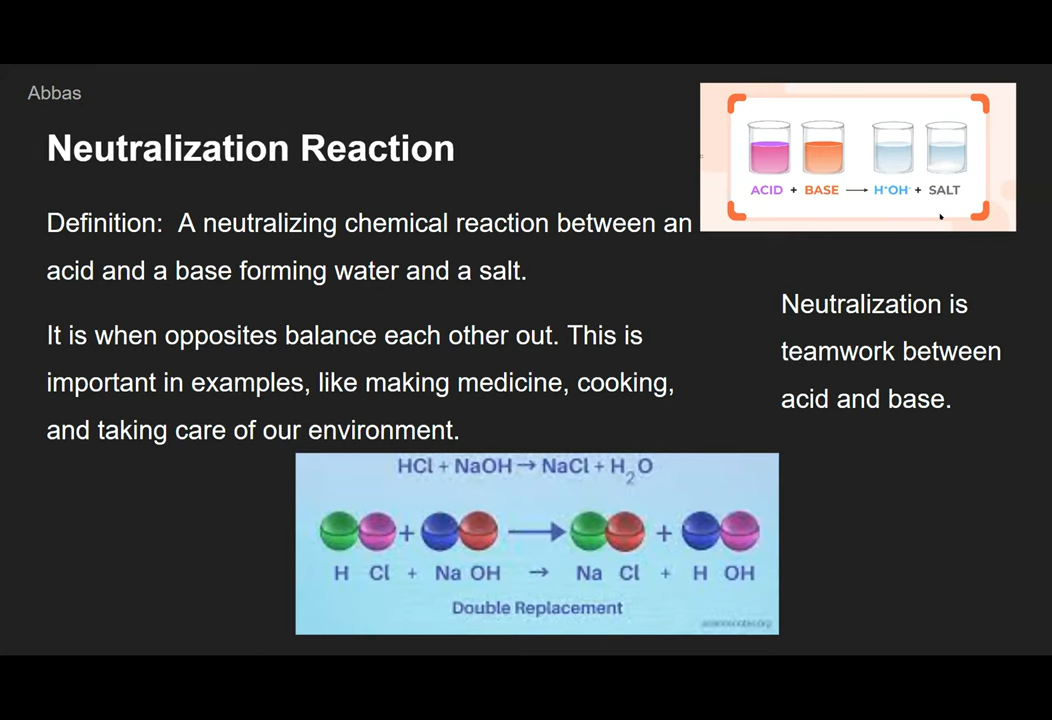 Abbas
Neutralization Reaction
Definition: A neutralizing chemical reaction between an
acid and a base forming water and a salt.
It is when opposites balance each other out. This is
important in examples, like making medicine, cooking,
and taking care of our environment.
ACID + BASE → H⁺OH⁻ + SALT
Neutralization is
teamwork between
acid and base.
HCl + NaOH → NaCl + H₂O
+ → +
H Cl + Na OH → Na Cl + H OH
Double Replacement